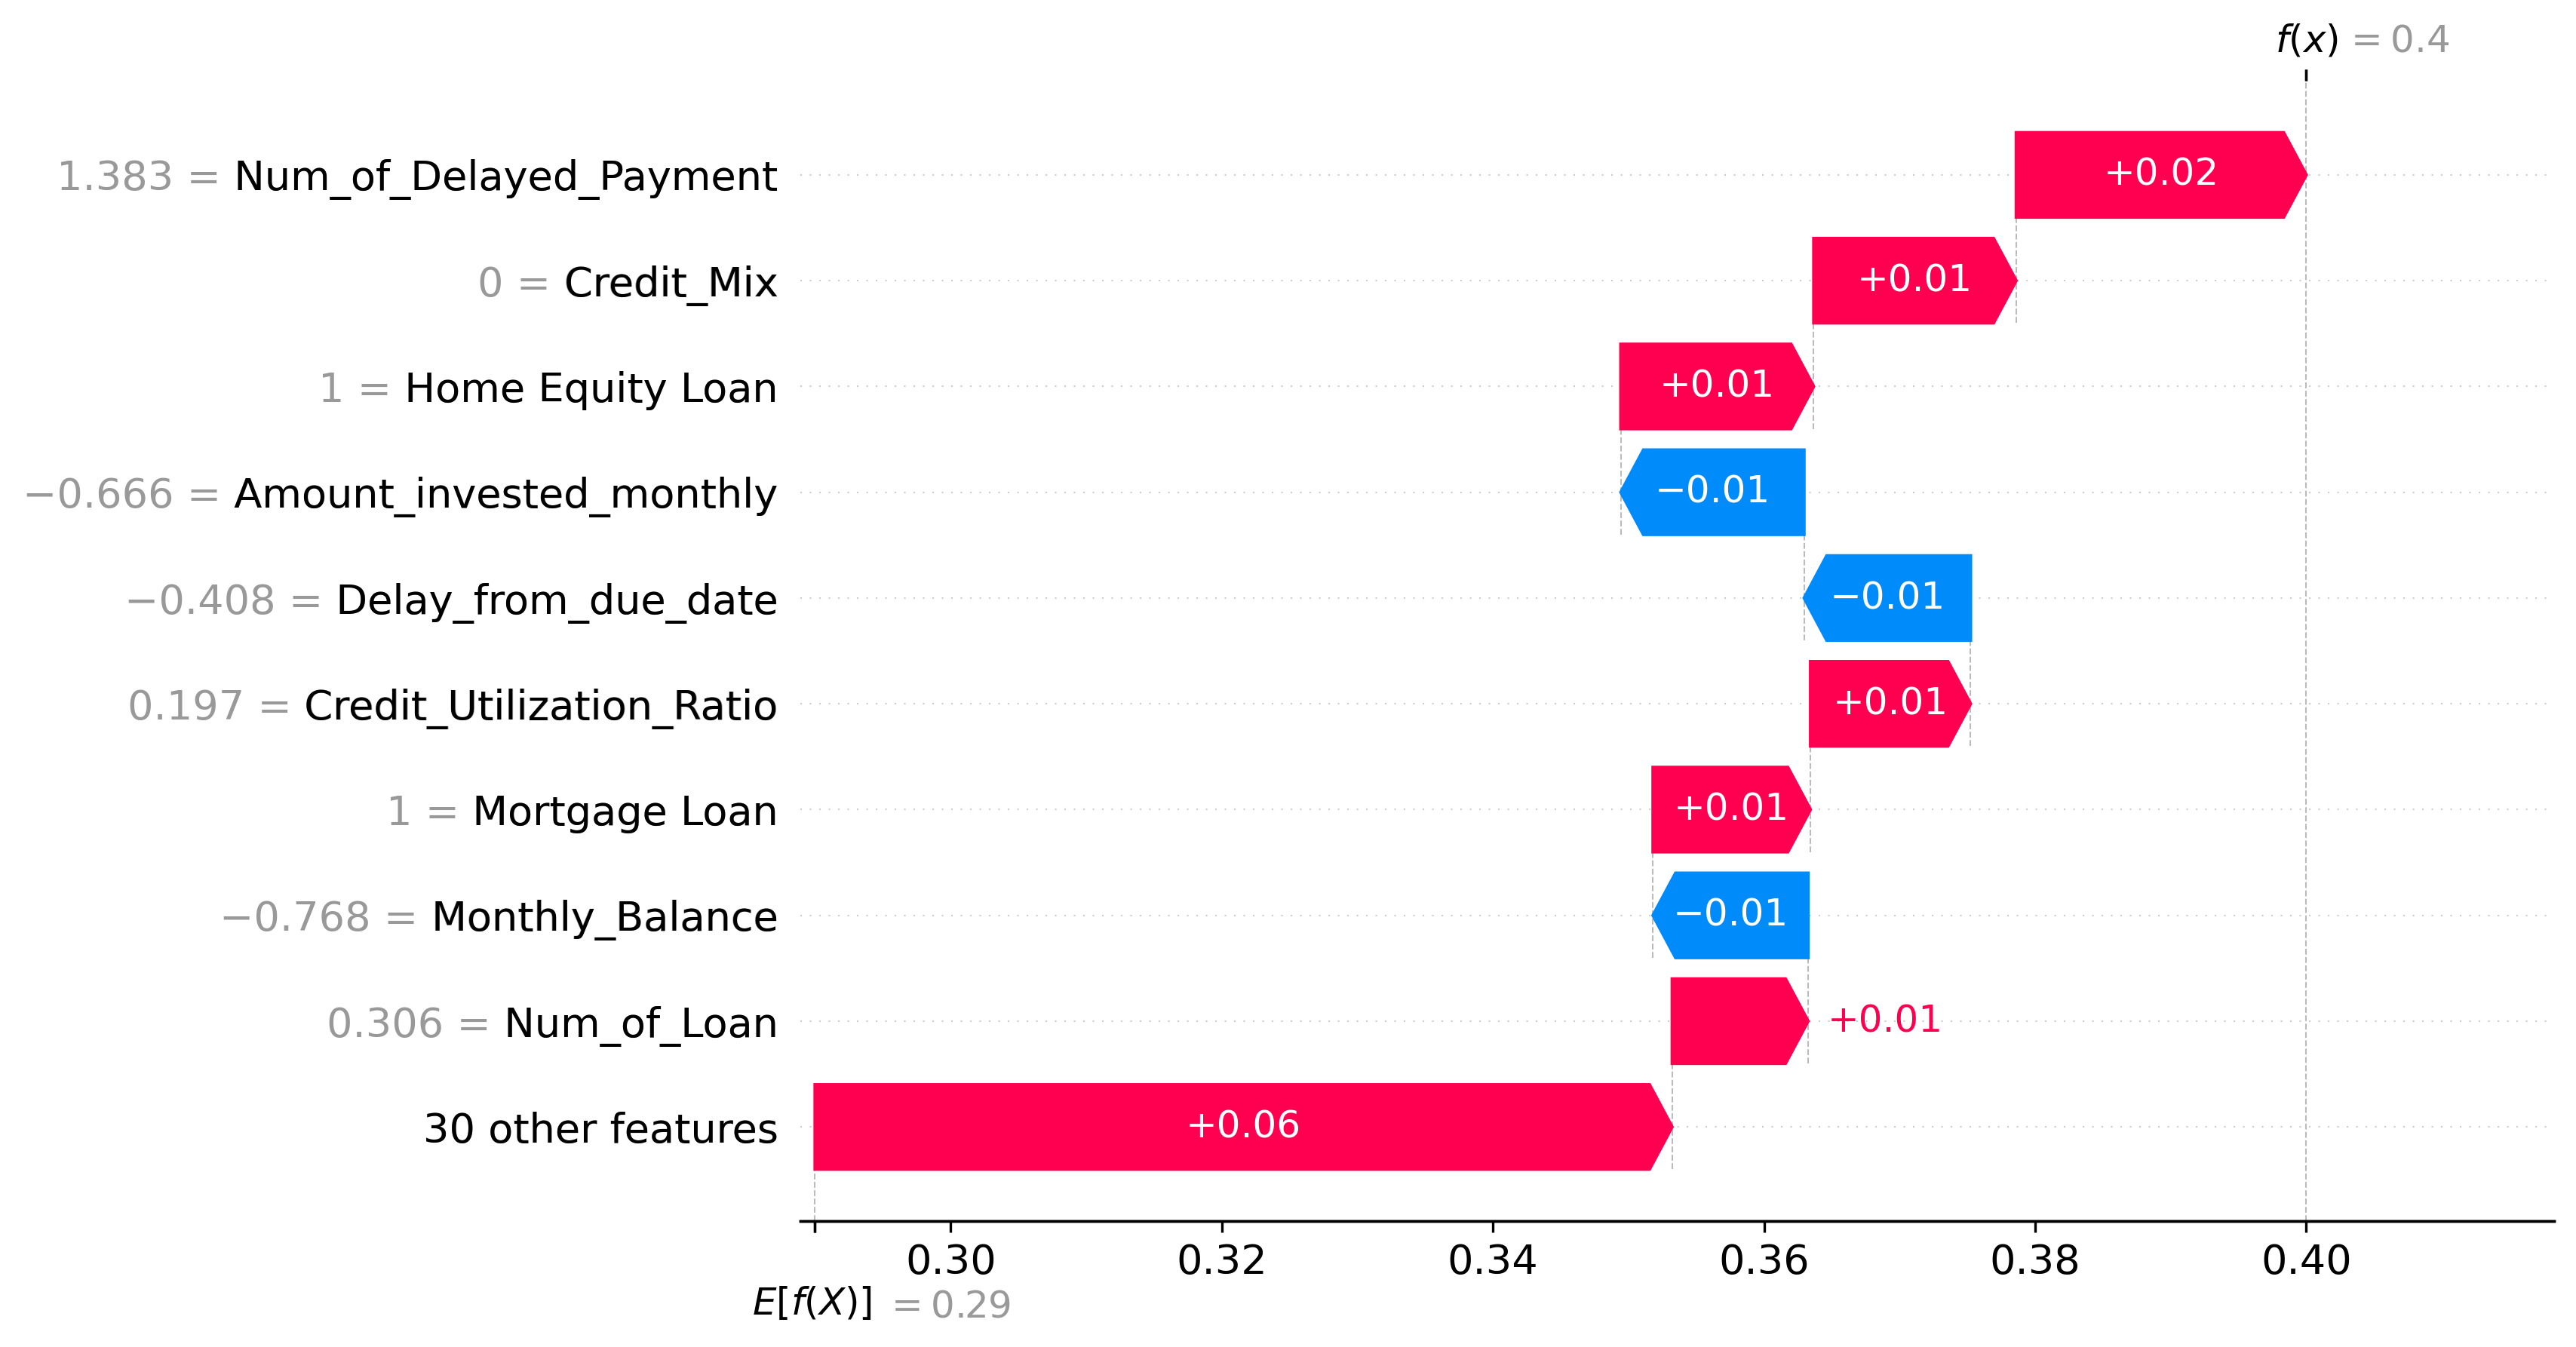 f(x) = 0.4
1.383 = Num_of_Delayed_Payment +0.02
0 = Credit_Mix +0.01
1 = Home Equity Loan +0.01
−0.666 = Amount_invested_monthly −0.01
−0.408 = Delay_from_due_date −0.01
0.197 = Credit_Utilization_Ratio +0.01
1 = Mortgage Loan +0.01
−0.768 = Monthly_Balance −0.01
0.306 = Num_of_Loan +0.01
30 other features +0.06
0.30 0.32 0.34 0.36 0.38 0.40
E[f(X)] = 0.29